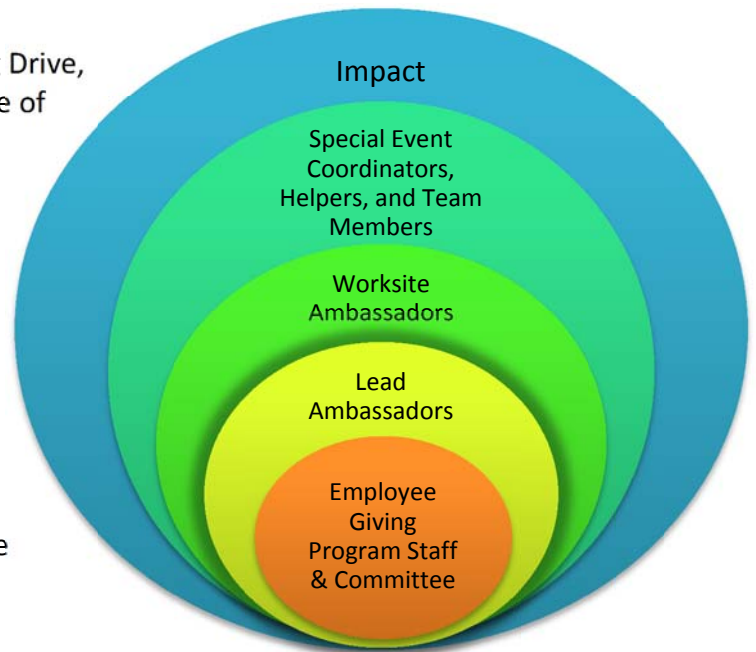 Drive,
e of
e
Impact
Special Event
Coordinators,
Helpers, and Team
Members
Worksite
Ambassadors
Lead
Ambassadors
Employee
Giving
Program Staff
& Committee